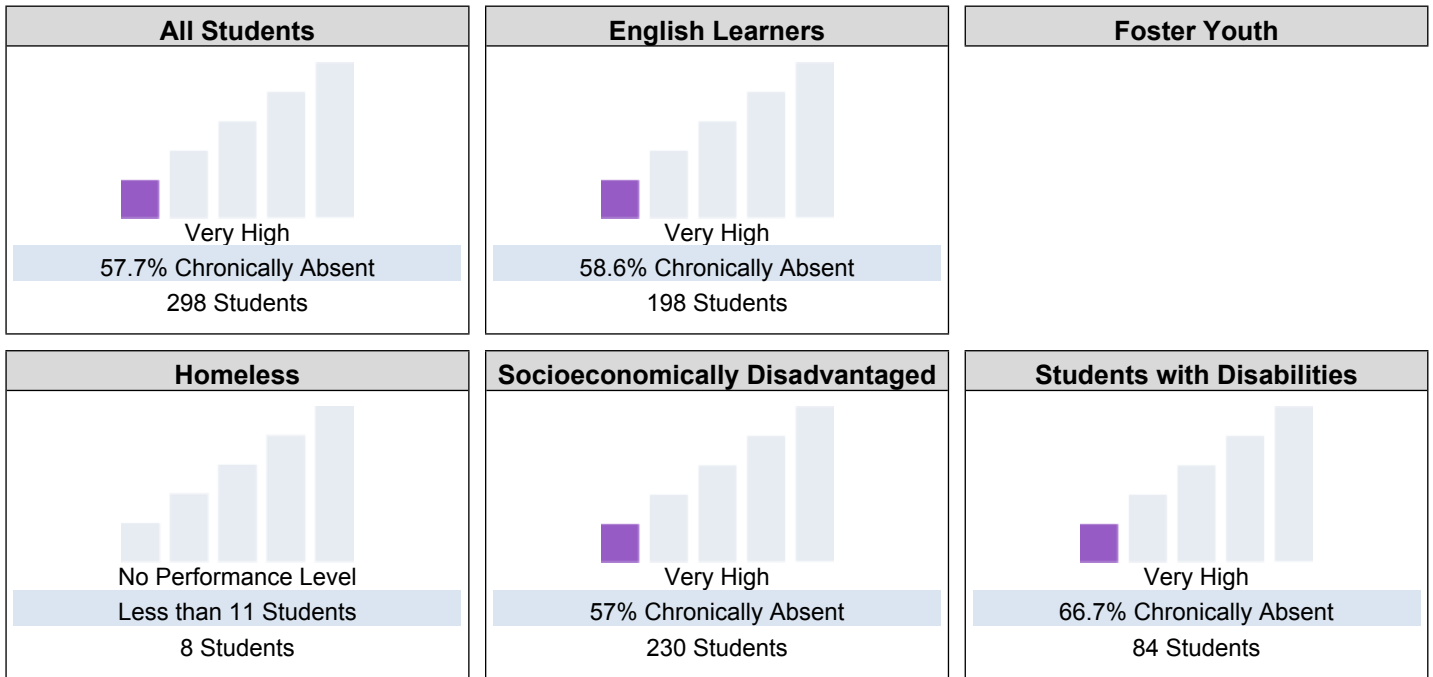 All Students
Very High
57.7% Chronically Absent
298 Students
English Learners
Very High
58.6% Chronically Absent
198 Students
Foster Youth
Homeless
No Performance Level
Less than 11 Students
8 Students
Socioeconomically Disadvantaged
Very High
57% Chronically Absent
230 Students
Students with Disabilities
Very High
66.7% Chronically Absent
84 Students